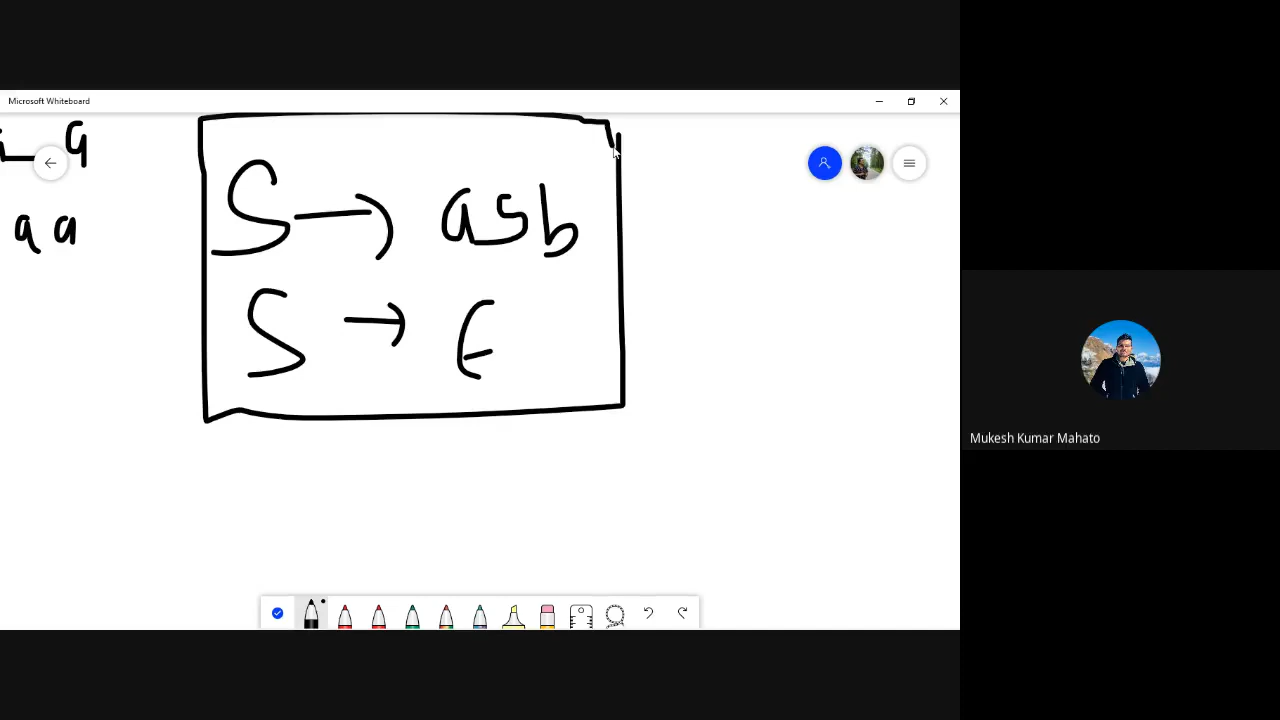 Microsoft Whiteboard
a
a a
S → asb
S → ϵ
Mukesh Kumar Mahato